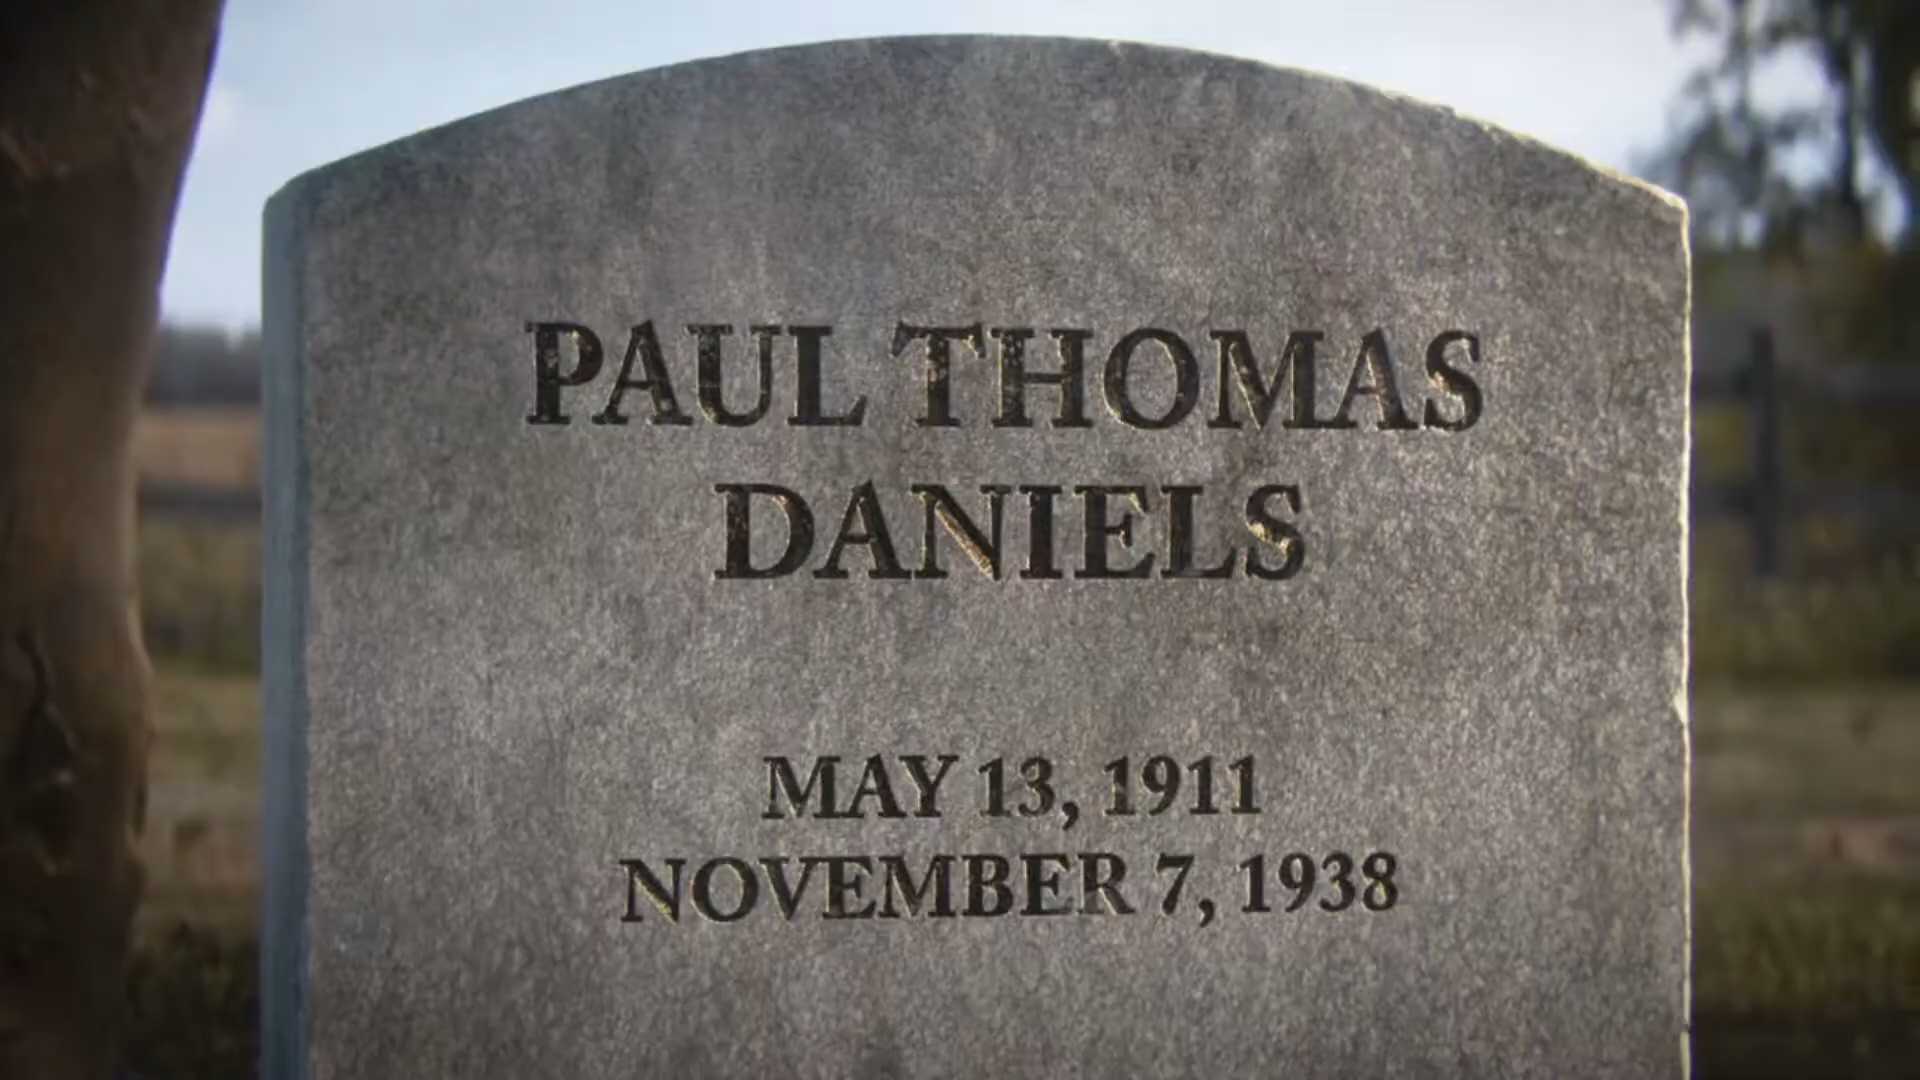 PAUL THOMAS
DANIELS
MAY 13, 1911
NOVEMBER 7, 1938